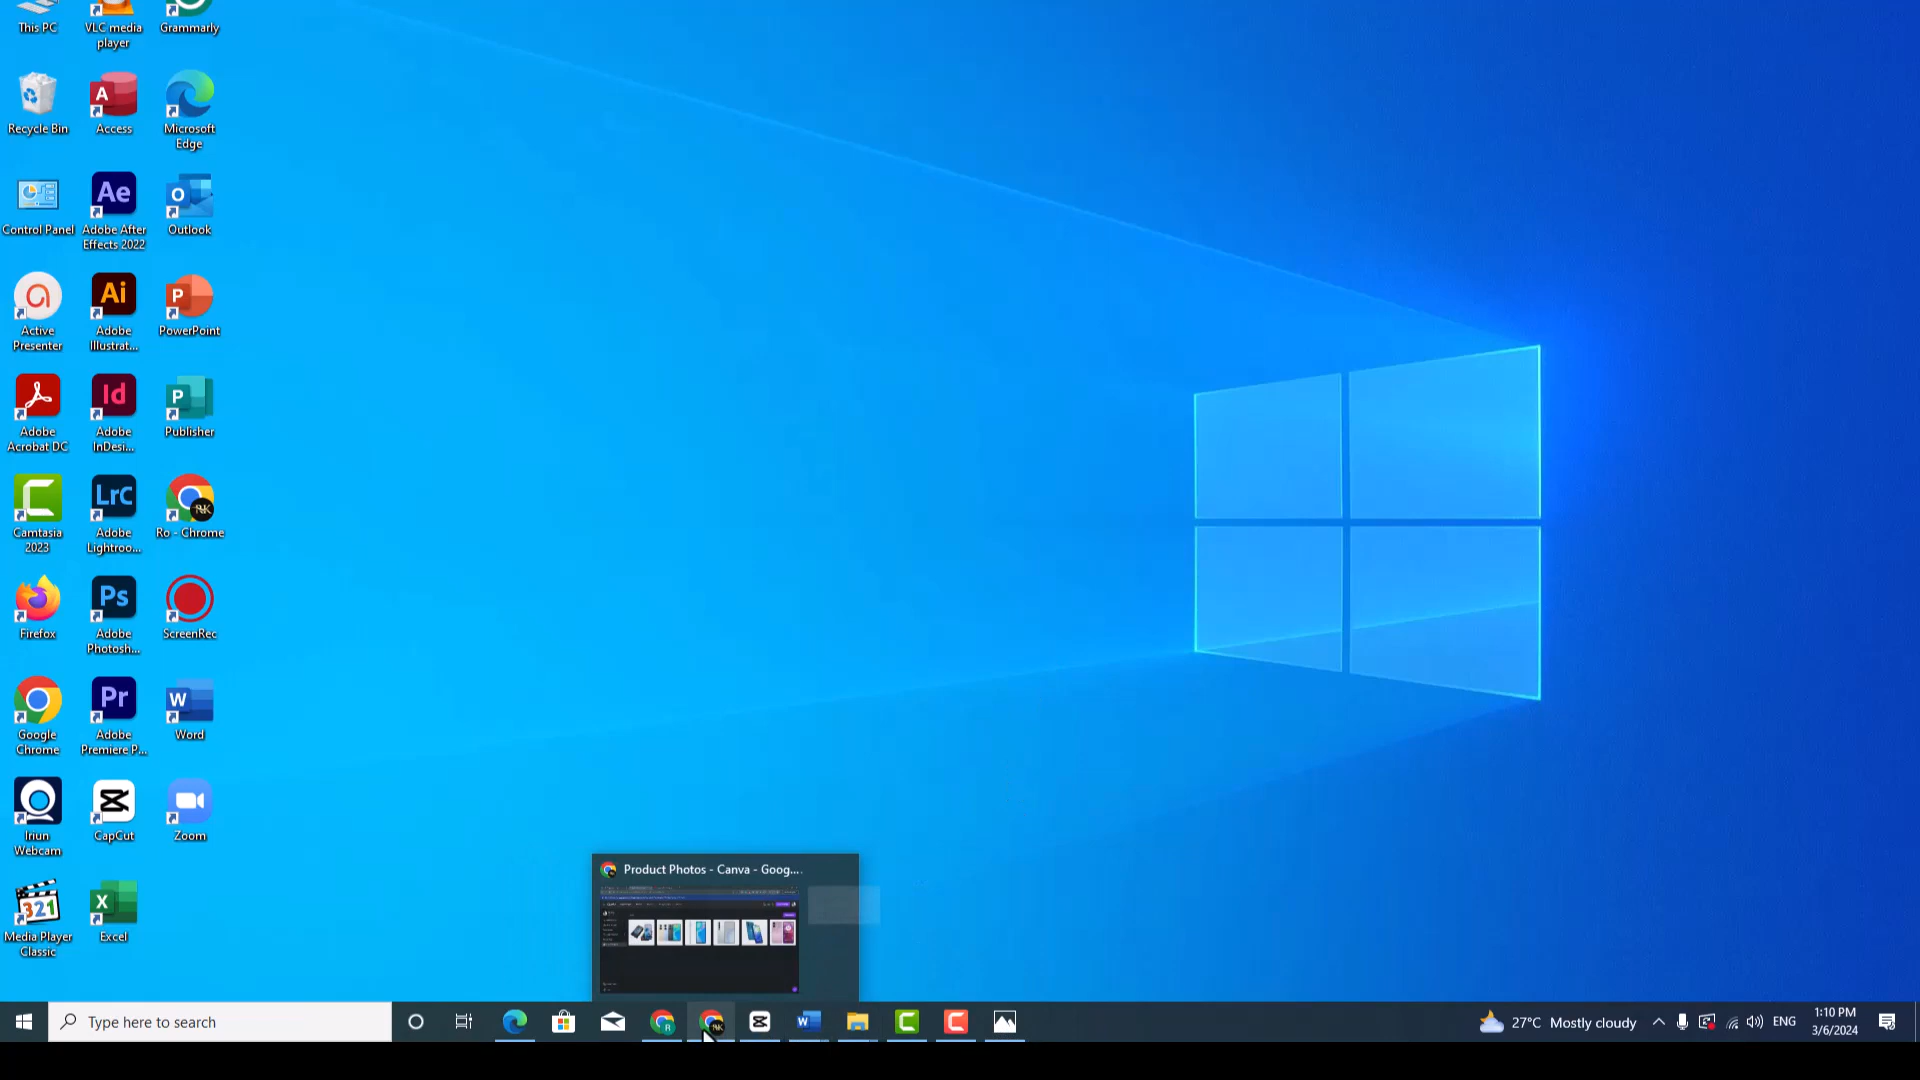 This PC
VLC media
player
Grammarly
Recycle Bin
Access
Microsoft
Edge
Control Panel
Adobe After
Effects 2022
Outlook
Active
Presenter
Adobe
Illustrat...
PowerPoint
Adobe
Acrobat DC
Adobe
InDesi...
Publisher
Camtasia
2023
Adobe
Lightroo...
Ro - Chrome
Firefox
Adobe
Photosh...
ScreenRec
Google
Chrome
Adobe
Premiere P...
Word
Iriun
Webcam
CapCut
Zoom
Media Player
Classic
Excel
Product Photos - Canva - Goog...
Type here to search
27°C Mostly cloudy
ENG
1:10 PM
3/6/2024